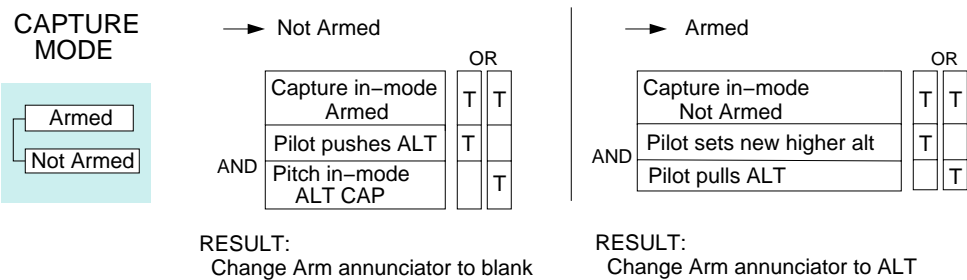 CAPTURE
MODE
Armed
Not Armed
Not Armed
OR
Capture in−mode
Armed
T T
Pilot pushes ALT
T
AND
Pitch in−mode
ALT CAP
T
RESULT:
Change Arm annunciator to blank
Armed
OR
Capture in−mode
Not Armed
T T
Pilot sets new higher alt
T
AND
Pilot pulls ALT
T
RESULT:
Change Arm annunciator to ALT